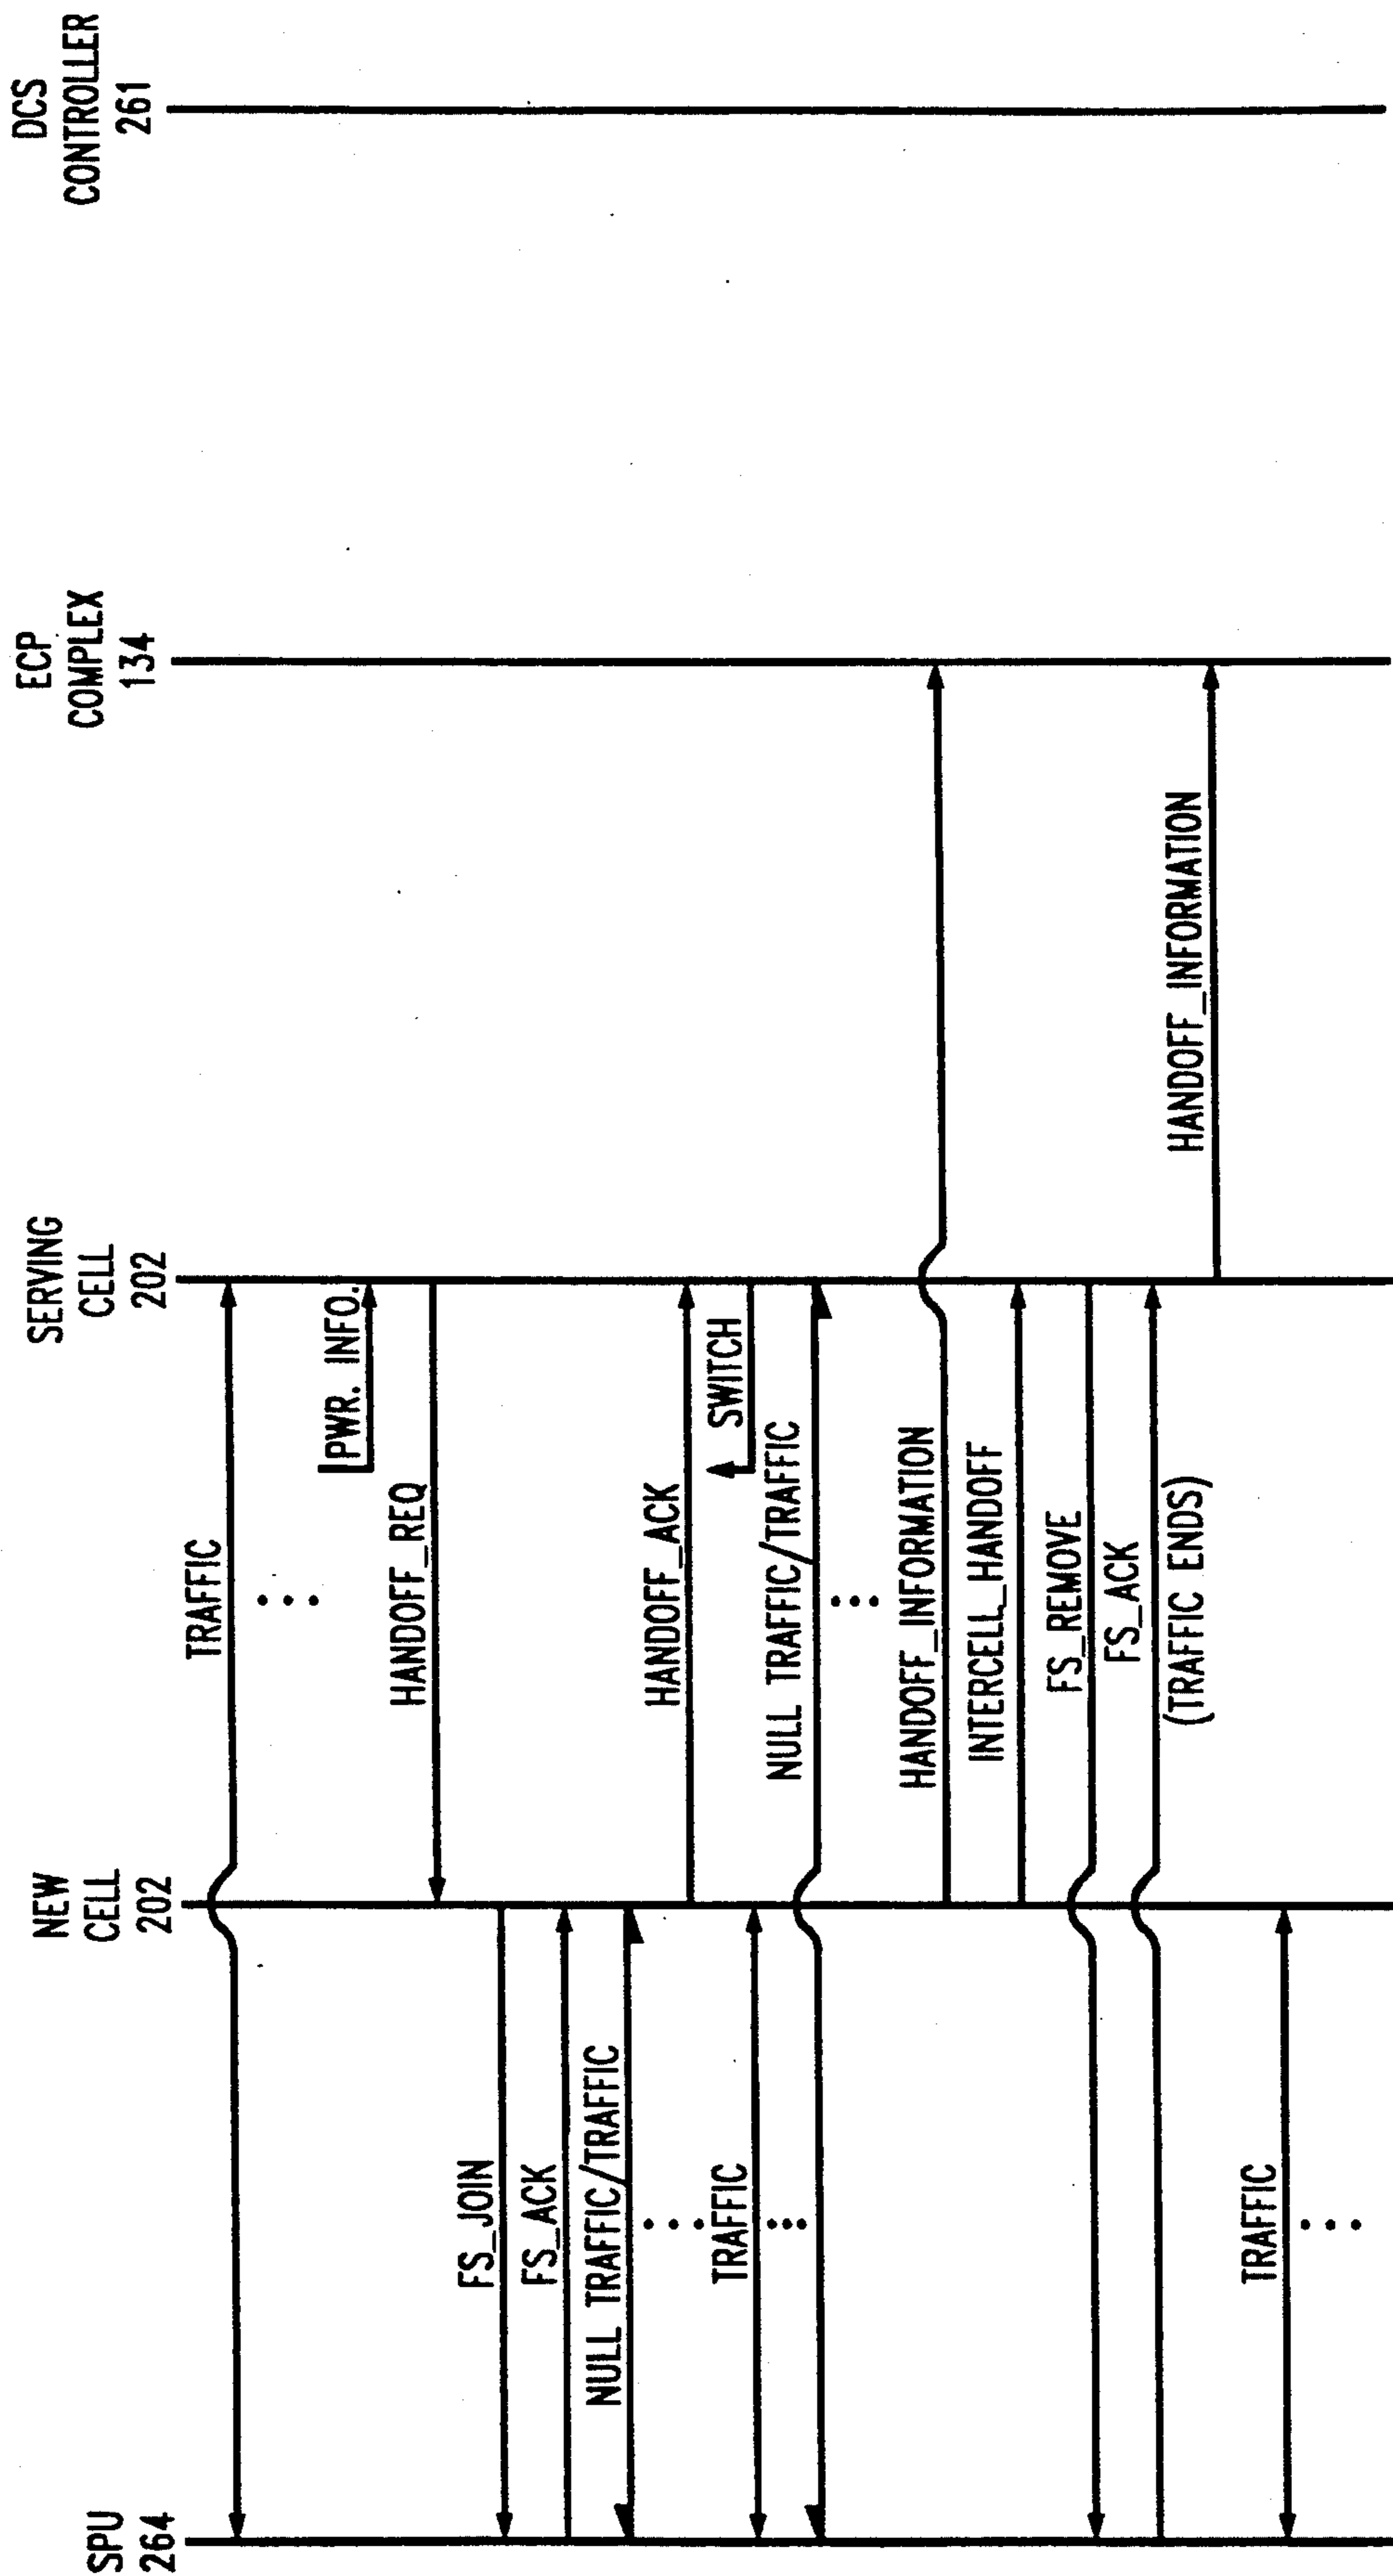 SPU
264
NEW
CELL
202
SERVING
CELL
202
ECP
COMPLEX
134
DCS
CONTROLLER
261
TRAFFIC
PWR. INFO.
HANDOFF_REQ
FS_JOIN
FS_ACK
NULL TRAFFIC/TRAFFIC
HANDOFF_ACK
TRAFFIC
SWITCH
NULL TRAFFIC/TRAFFIC
HANDOFF_INFORMATION
INTERCELL_HANDOFF
FS_REMOVE
FS_ACK
(TRAFFIC ENDS)
HANDOFF_INFORMATION
TRAFFIC